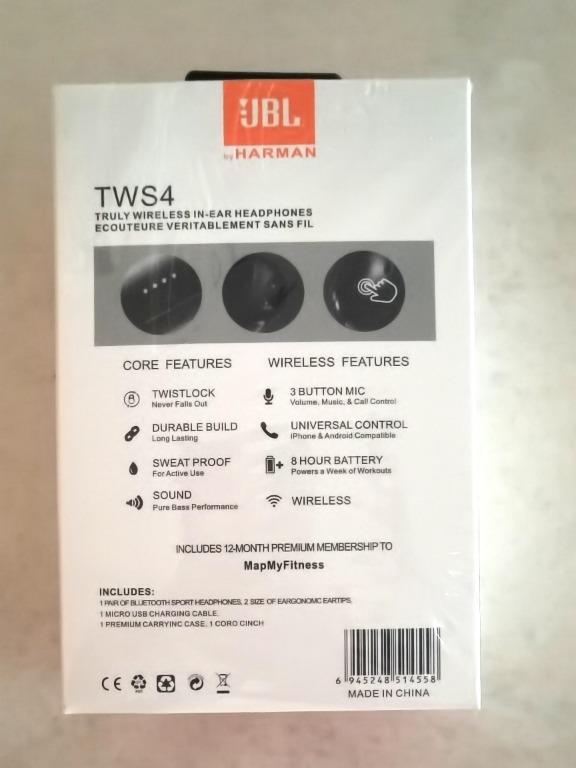 JBL
by HARMAN
TWS4
TRULY WIRELESS IN-EAR HEADPHONES
ECOUTEURE VERITABLEMENT SANS FIL
CORE FEATURES
TWISTLOCK
Never Falls Out
DURABLE BUILD
Long Lasting
SWEAT PROOF
For Active Use
SOUND
Pure Bass Performance
WIRELESS FEATURES
3 BUTTON MIC
Volume, Music, & Call Control
UNIVERSAL CONTROL
iPhone & Android Compatible
8 HOUR BATTERY
Powers a Week of Workouts
WIRELESS
INCLUDES 12-MONTH PREMIUM MEMBERSHIP TO
MapMyFitness
INCLUDES:
1 PAIR OF BLUETOOTH SPORT HEADPHONES, 2 SIZE OF EARGONOMC EARTIPS,
1 MICRO USB CHARGING CABLE,
1 PREMIUM CARRYINC CASE, 1 CORO CINCH
CE
6 945248 514558
MADE IN CHINA